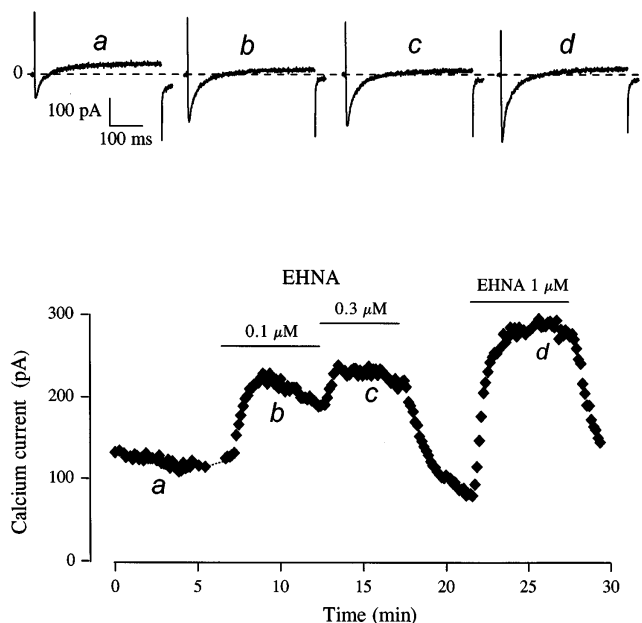 a b c d
0
100 pA
100 ms
EHNA
EHNA 1 μM
0.3 μM
0.1 μM
300
200
100
0
Calcium current (pA)
a
b
c
d
0 5 10 15 20 25 30
Time (min)